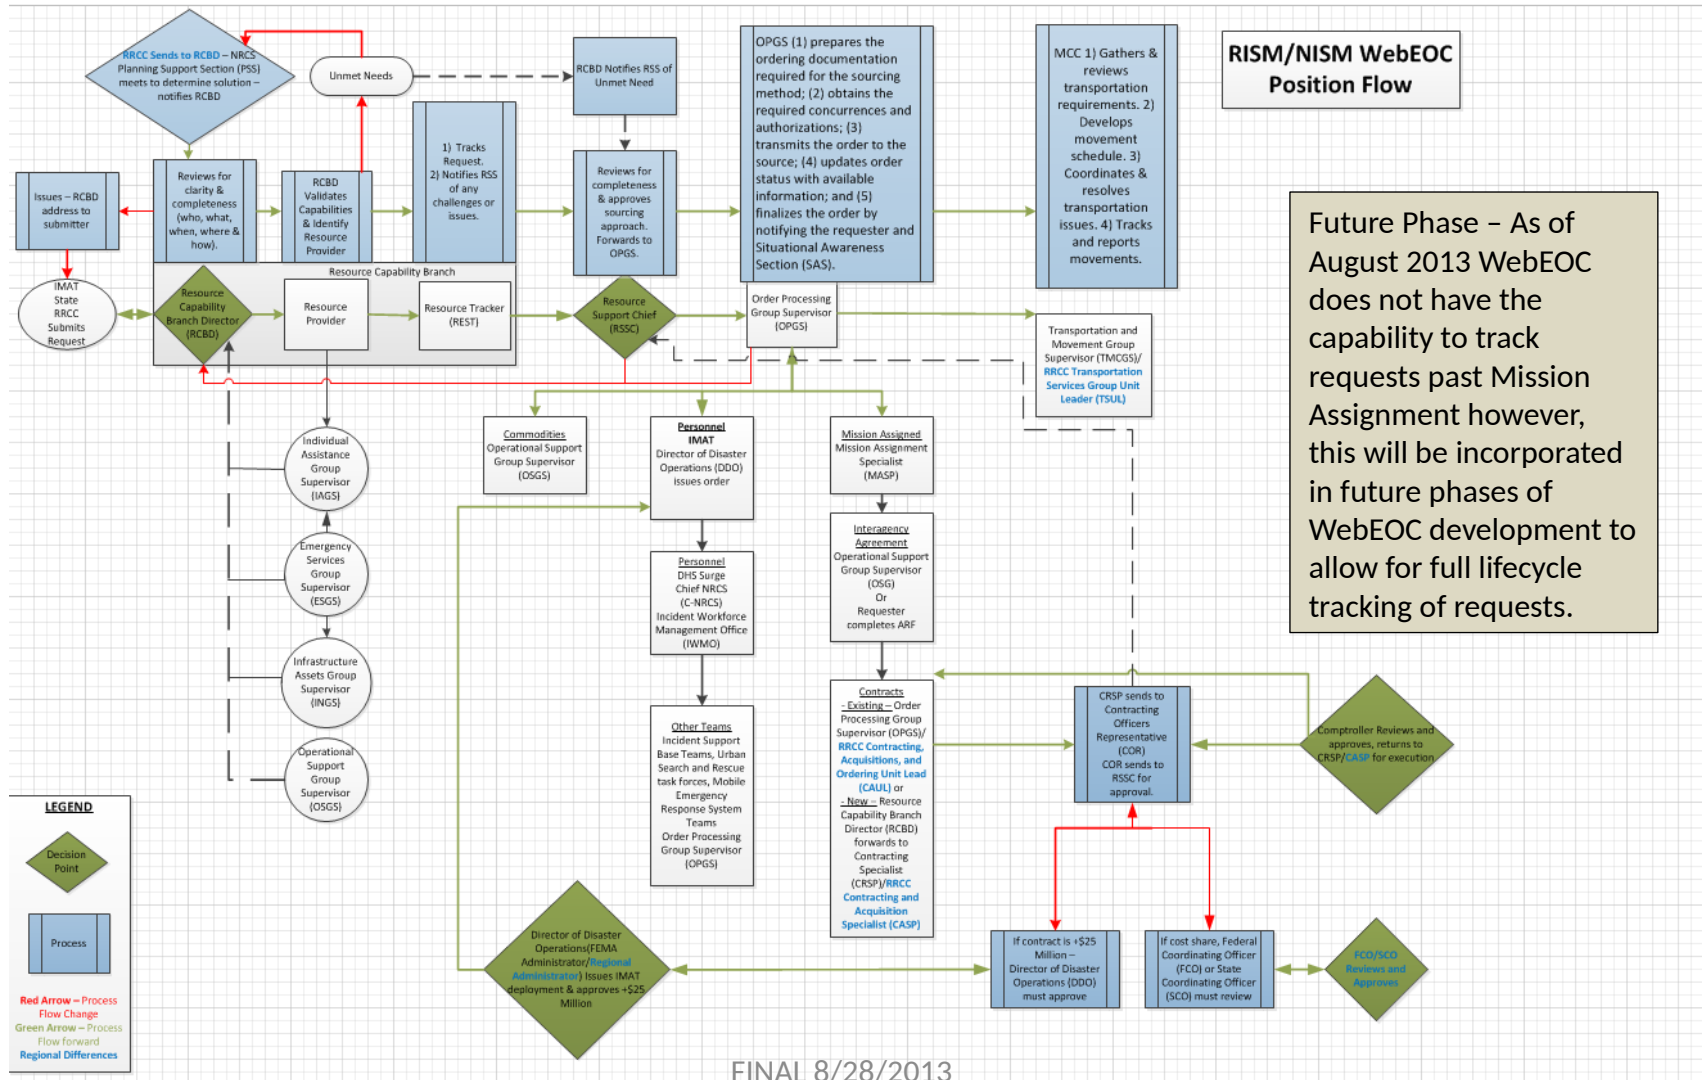 RRCC Sends to RCBD – NRCS
Planning Support Section (PSS)
meets to determine solution –
notifies RCBD
Unmet Needs
RCBD Notifies RSS of
Unmet Need
OPGS (1) prepares the
ordering documentation
required for the sourcing
method; (2) obtains the
required concurrences and
authorizations; (3)
transmits the order to the
source; (4) updates order
status with available
information; and (5)
finalizes the order by
notifying the requester and
Situational Awareness
Section (SAS).
MCC 1) Gathers &
reviews
transportation
requirements. 2)
Develops
movement
schedule. 3)
Coordinates &
resolves
transportation
issues. 4) Tracks
and reports
movements.
RISM/NISM WebEOC
Position Flow
Issues – RCBD
address to
submitter
Reviews for
clarity &
completeness
(who, what,
when, where &
how).
RCBD
Validates
Capabilities
& Identify
Resource
Provider
1) Tracks
Request.
2) Notifies RSS
of any
challenges or
issues.
Reviews for
completeness
& approves
sourcing
approach.
Forwards to
OPGS.
Future Phase – As of
August 2013 WebEOC
does not have the
capability to track
requests past Mission
Assignment however,
this will be incorporated
in future phases of
WebEOC development to
allow for full lifecycle
tracking of requests.
Resource Capability Branch
IMAT
State
RRCC
Submits
Request
Resource
Capability
Branch Director
(RCBD)
Resource
Provider
Resource Tracker
(REST)
Resource
Support Chief
(RSSC)
Order Processing
Group Supervisor
(OPGS)
Transportation and
Movement Group
Supervisor (TMCGS)/
RRCC Transportation
Services Group Unit
Leader (TSUL)
Individual
Assistance
Group
Supervisor
(IAGS)
Emergency
Services
Group
Supervisor
(ESGS)
Infrastructure
Assets Group
Supervisor
(INGS)
Operational
Support
Group
Supervisor
(OSGS)
Commodities
Operational Support
Group Supervisor
(OSGS)
Personnel
IMAT
Director of Disaster
Operations (DDO)
issues order
Personnel
DHS Surge
Chief NRCS
(C-NRCS)
Incident Workforce
Management Office
(IWMO)
Other Teams
Incident Support
Base Teams, Urban
Search and Rescue
task forces, Mobile
Emergency
Response System
Teams
Order Processing
Group Supervisor
(OPGS)
Mission Assigned
Mission Assignment
Specialist
(MASP)
Interagency
Agreement
Operational Support
Group Supervisor
(OSG)
Or
Requester
completes ARF
Contracts
- Existing – Order
Processing Group
Supervisor (OPGS)/
RRCC Contracting,
Acquisitions, and
Ordering Unit Lead
(CAUL) or
- New – Resource
Capability Branch
Director (RCBD)
forwards to
Contracting
Specialist
(CRSP)/RRCC
Contracting and
Acquisition
Specialist (CASP)
CRSP sends to
Contracting
Officers
Representative
(COR)
COR sends to
RSSC for
approval.
Comptroller Reviews and
approves, returns to
CRSP/CASP for execution
LEGEND
Decision
Point
Process
Red Arrow – Process
Flow Change
Green Arrow – Process
Flow forward
Regional Differences
Director of Disaster
Operations(FEMA
Administrator/Regional
Administrator) Issues IMAT
deployment & approves +$25
Million
If contract is +$25
Million –
Director of Disaster
Operations (DDO)
must approve
If cost share, Federal
Coordinating Officer
(FCO) or State
Coordinating Officer
(SCO) must review
FCO/SCO
Reviews and
Approves
FINAL 8/28/2013